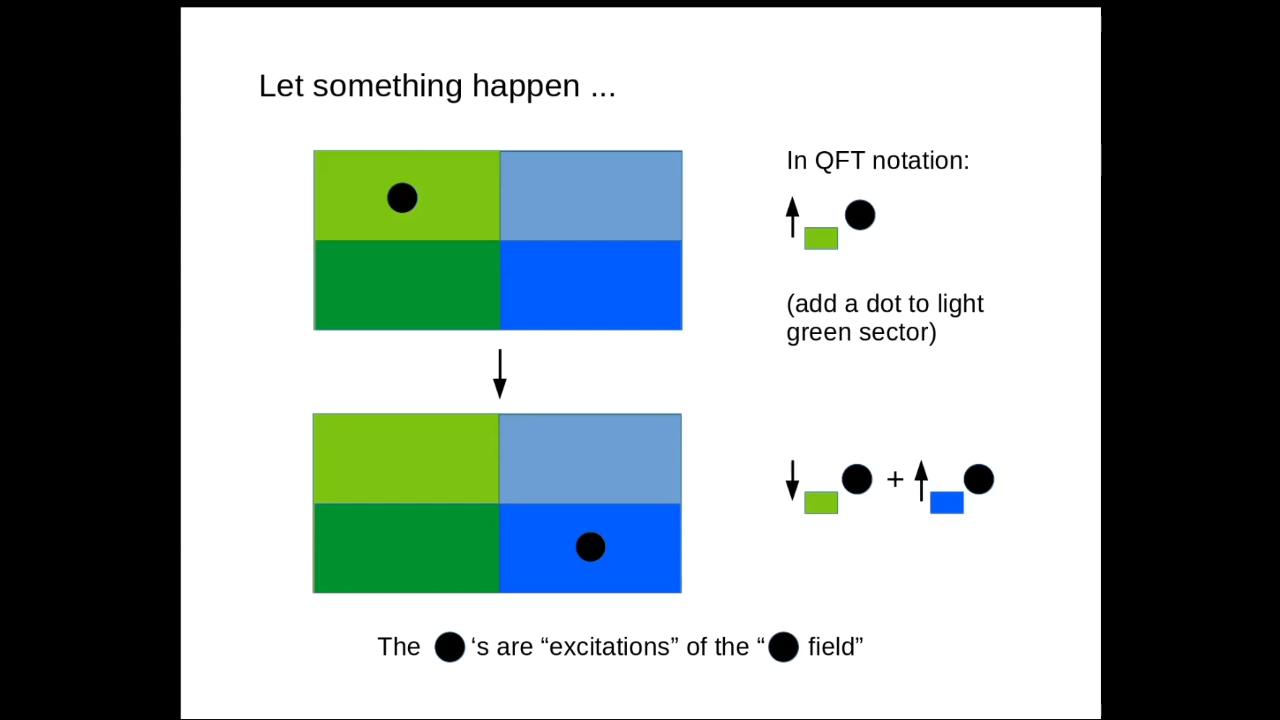 Let something happen ...
In QFT notation:
(add a dot to light
green sector)
+
The 's are “excitations” of the “ field”